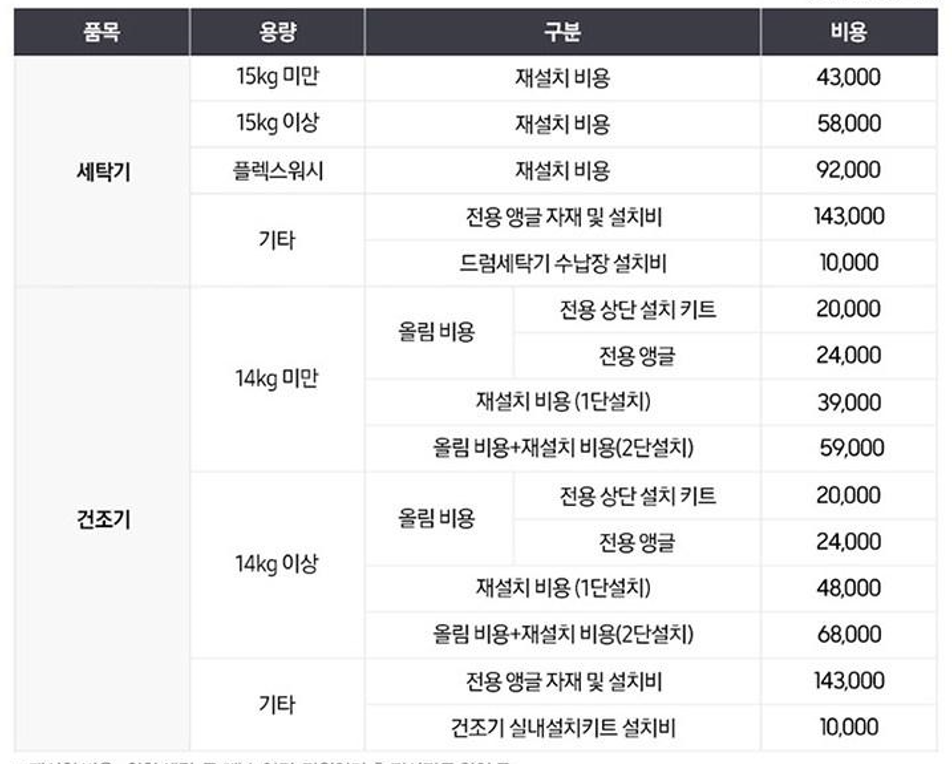 품목 용량 구분 비용
15kg 미만 재설치 비용 43,000
15kg 이상 재설치 비용 58,000
세탁기 플렉스워시 재설치 비용 92,000
기타 전용 앵글 자재 및 설치비 143,000
드럼세탁기 수납장 설치비 10,000
건조기 14kg 미만 올림 비용 전용 상단 설치 키트 20,000
전용 앵글 24,000
재설치 비용 (1단설치) 39,000
올림 비용+재설치 비용(2단설치) 59,000
14kg 이상 올림 비용 전용 상단 설치 키트 20,000
전용 앵글 24,000
재설치 비용 (1단설치) 48,000
올림 비용+재설치 비용(2단설치) 68,000
기타 전용 앵글 자재 및 설치비 143,000
건조기 실내설치키트 설치비 10,000